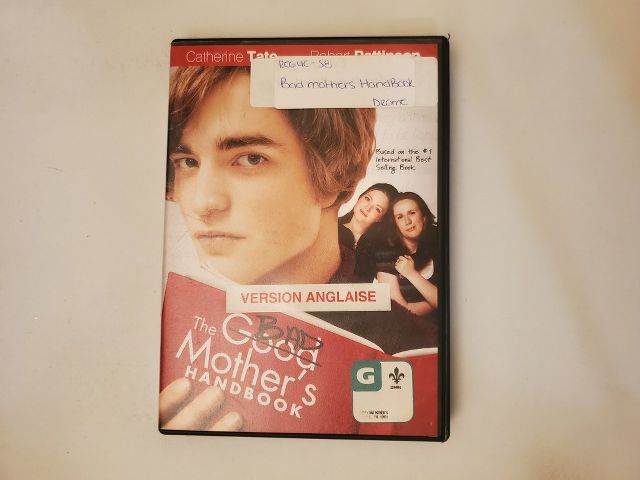 Catherine Tate Robert Pattinson
Bad mothers HandBook
Drame
Based on the #1
International Best
Selling Book
VERSION ANGLAISE
The Good
BAD
Mother's
HANDBOOK
G